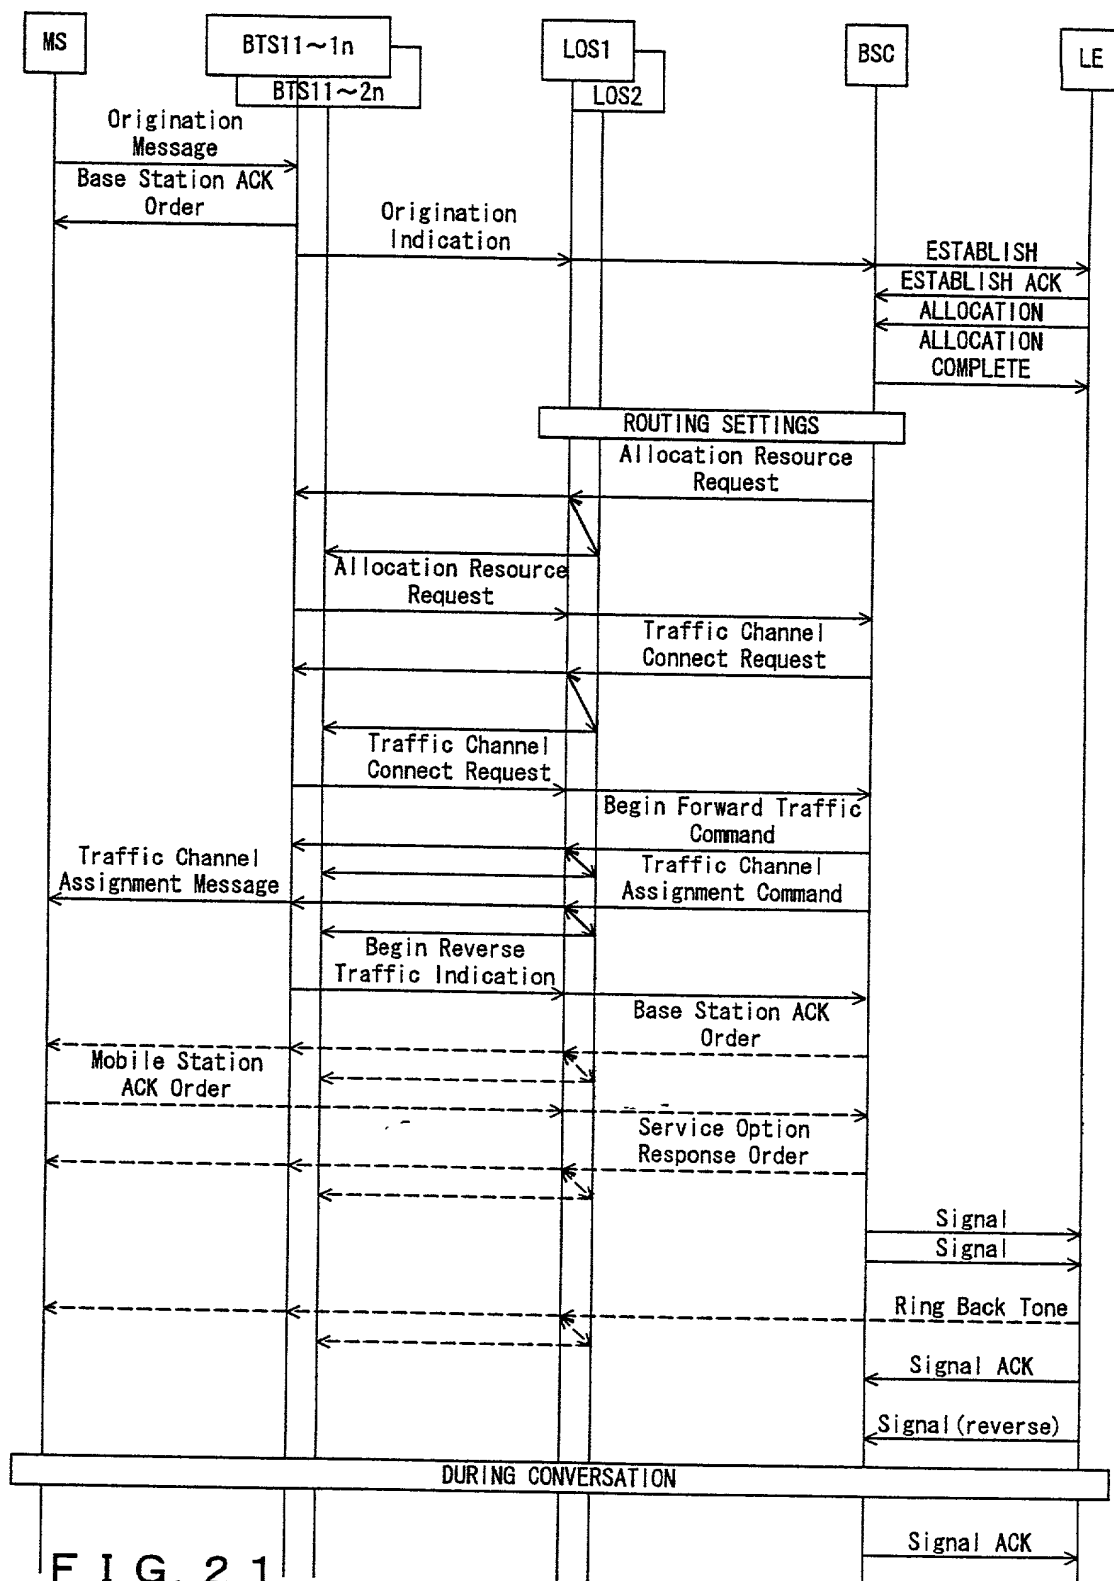 MS
BTS11～1n
BTS11～2n
LOS1
LOS2
BSC
LE
Origination
Message
Base Station ACK
Order
Origination
Indication
ESTABLISH
ESTABLISH ACK
ALLOCATION
ALLOCATION
COMPLETE
ROUTING SETTINGS
Allocation Resource
Request
Allocation Resource
Request
Traffic Channel
Connect Request
Traffic Channel
Connect Request
Begin Forward Traffic
Command
Traffic Channel
Assignment Message
Traffic Channel
Assignment Command
Begin Reverse
Traffic Indication
Base Station ACK
Order
Mobile Station
ACK Order
Service Option
Response Order
Signal
Signal
Ring Back Tone
Signal ACK
Signal(reverse)
DURING CONVERSATION
Signal ACK
FIG. 21